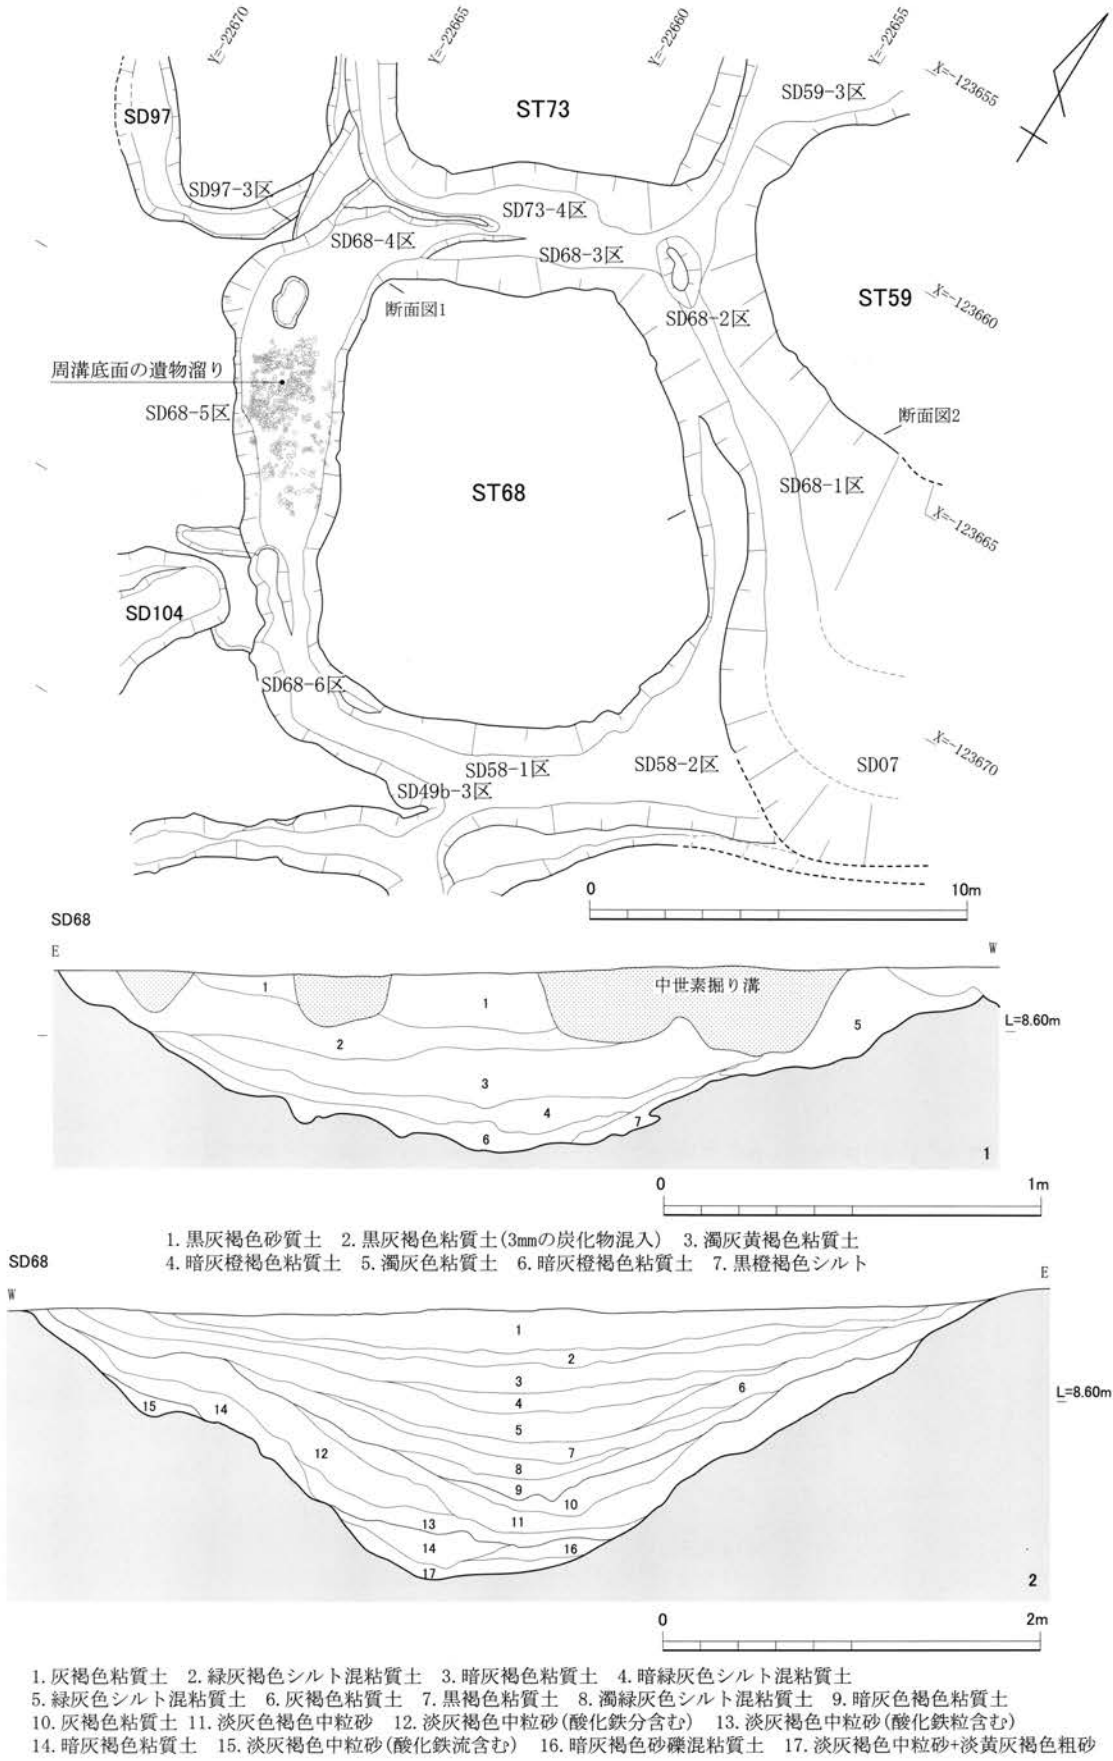 Y=-22670
Y=-22665
Y=-22660
Y=-22655
X=-123655
SD59-3区
SD97
ST73
SD97-3区
SD73-4区
SD68-4区
SD68-3区
ST59
X=-123660
断面図1
SD68-2区
周溝底面の遺物溜り
SD68-5区
断面図2
ST68
SD68-1区
X=-123665
SD104
SD68-6区
SD58-1区
SD58-2区
SD07
X=-123670
SD49b-3区
0 10m
SD68
E W
中世素掘り溝
1
1
5
L=8.60m
2
3
4
7
6
1
0 1m
1. 黒灰褐色砂質土 2. 黒灰褐色粘質土(3mmの炭化物混入) 3. 濁灰黄褐色粘質土
4. 暗灰橙褐色粘質土 5. 濁灰色粘質土 6. 暗灰橙褐色粘質土 7. 黒橙褐色シルト
SD68
W E
1
2
3
6
L=8.60m
4
15
14
5
12
7
8
9
10
13
11
14
16
17
2
0 2m
1. 灰褐色粘質土 2. 緑灰褐色シルト混粘質土 3. 暗灰褐色粘質土 4. 暗緑灰色シルト混粘質土
5. 緑灰色シルト混粘質土 6. 灰褐色粘質土 7. 黒褐色粘質土 8. 濁緑灰色シルト混粘質土 9. 暗灰色褐色粘質土
10. 灰褐色粘質土 11. 淡灰色褐色中粒砂 12. 淡灰褐色中粒砂(酸化鉄分含む) 13. 淡灰褐色中粒砂(酸化鉄粒含む)
14. 暗灰褐色粘質土 15. 淡灰褐色中粒砂(酸化鉄流含む) 16. 暗灰褐色砂礫混粘質土 17. 淡灰褐色中粒砂+淡黄灰褐色粗砂